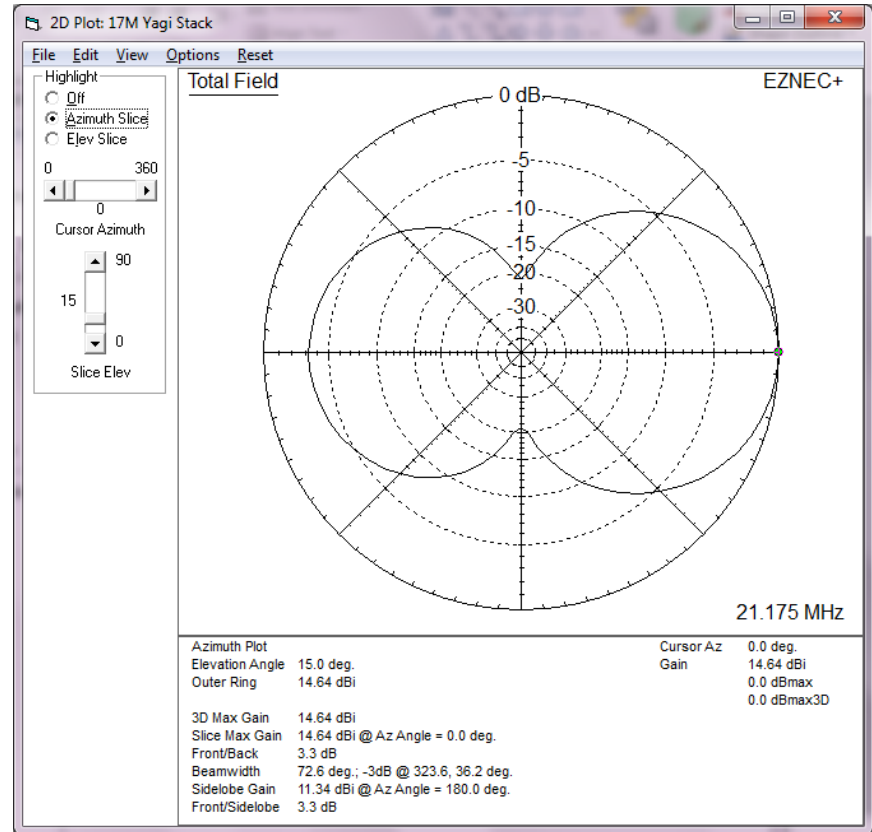 2D Plot: 17M Yagi Stack
File Edit View Options Reset
Highlight
Off
Azimuth Slice
Elev Slice
0 360
0
Cursor Azimuth
90
15
0
Slice Elev
Total Field
EZNEC+
0 dB
-5
-10
-15
-20
-30
21.175 MHz
Azimuth Plot
Elevation Angle 15.0 deg.
Outer Ring 14.64 dBi
3D Max Gain 14.64 dBi
Slice Max Gain 14.64 dBi @ Az Angle = 0.0 deg.
Front/Back 3.3 dB
Beamwidth 72.6 deg.; -3dB @ 323.6, 36.2 deg.
Sidelobe Gain 11.34 dBi @ Az Angle = 180.0 deg.
Front/Sidelobe 3.3 dB
Cursor Az 0.0 deg.
Gain 14.64 dBi
0.0 dBmax
0.0 dBmax3D